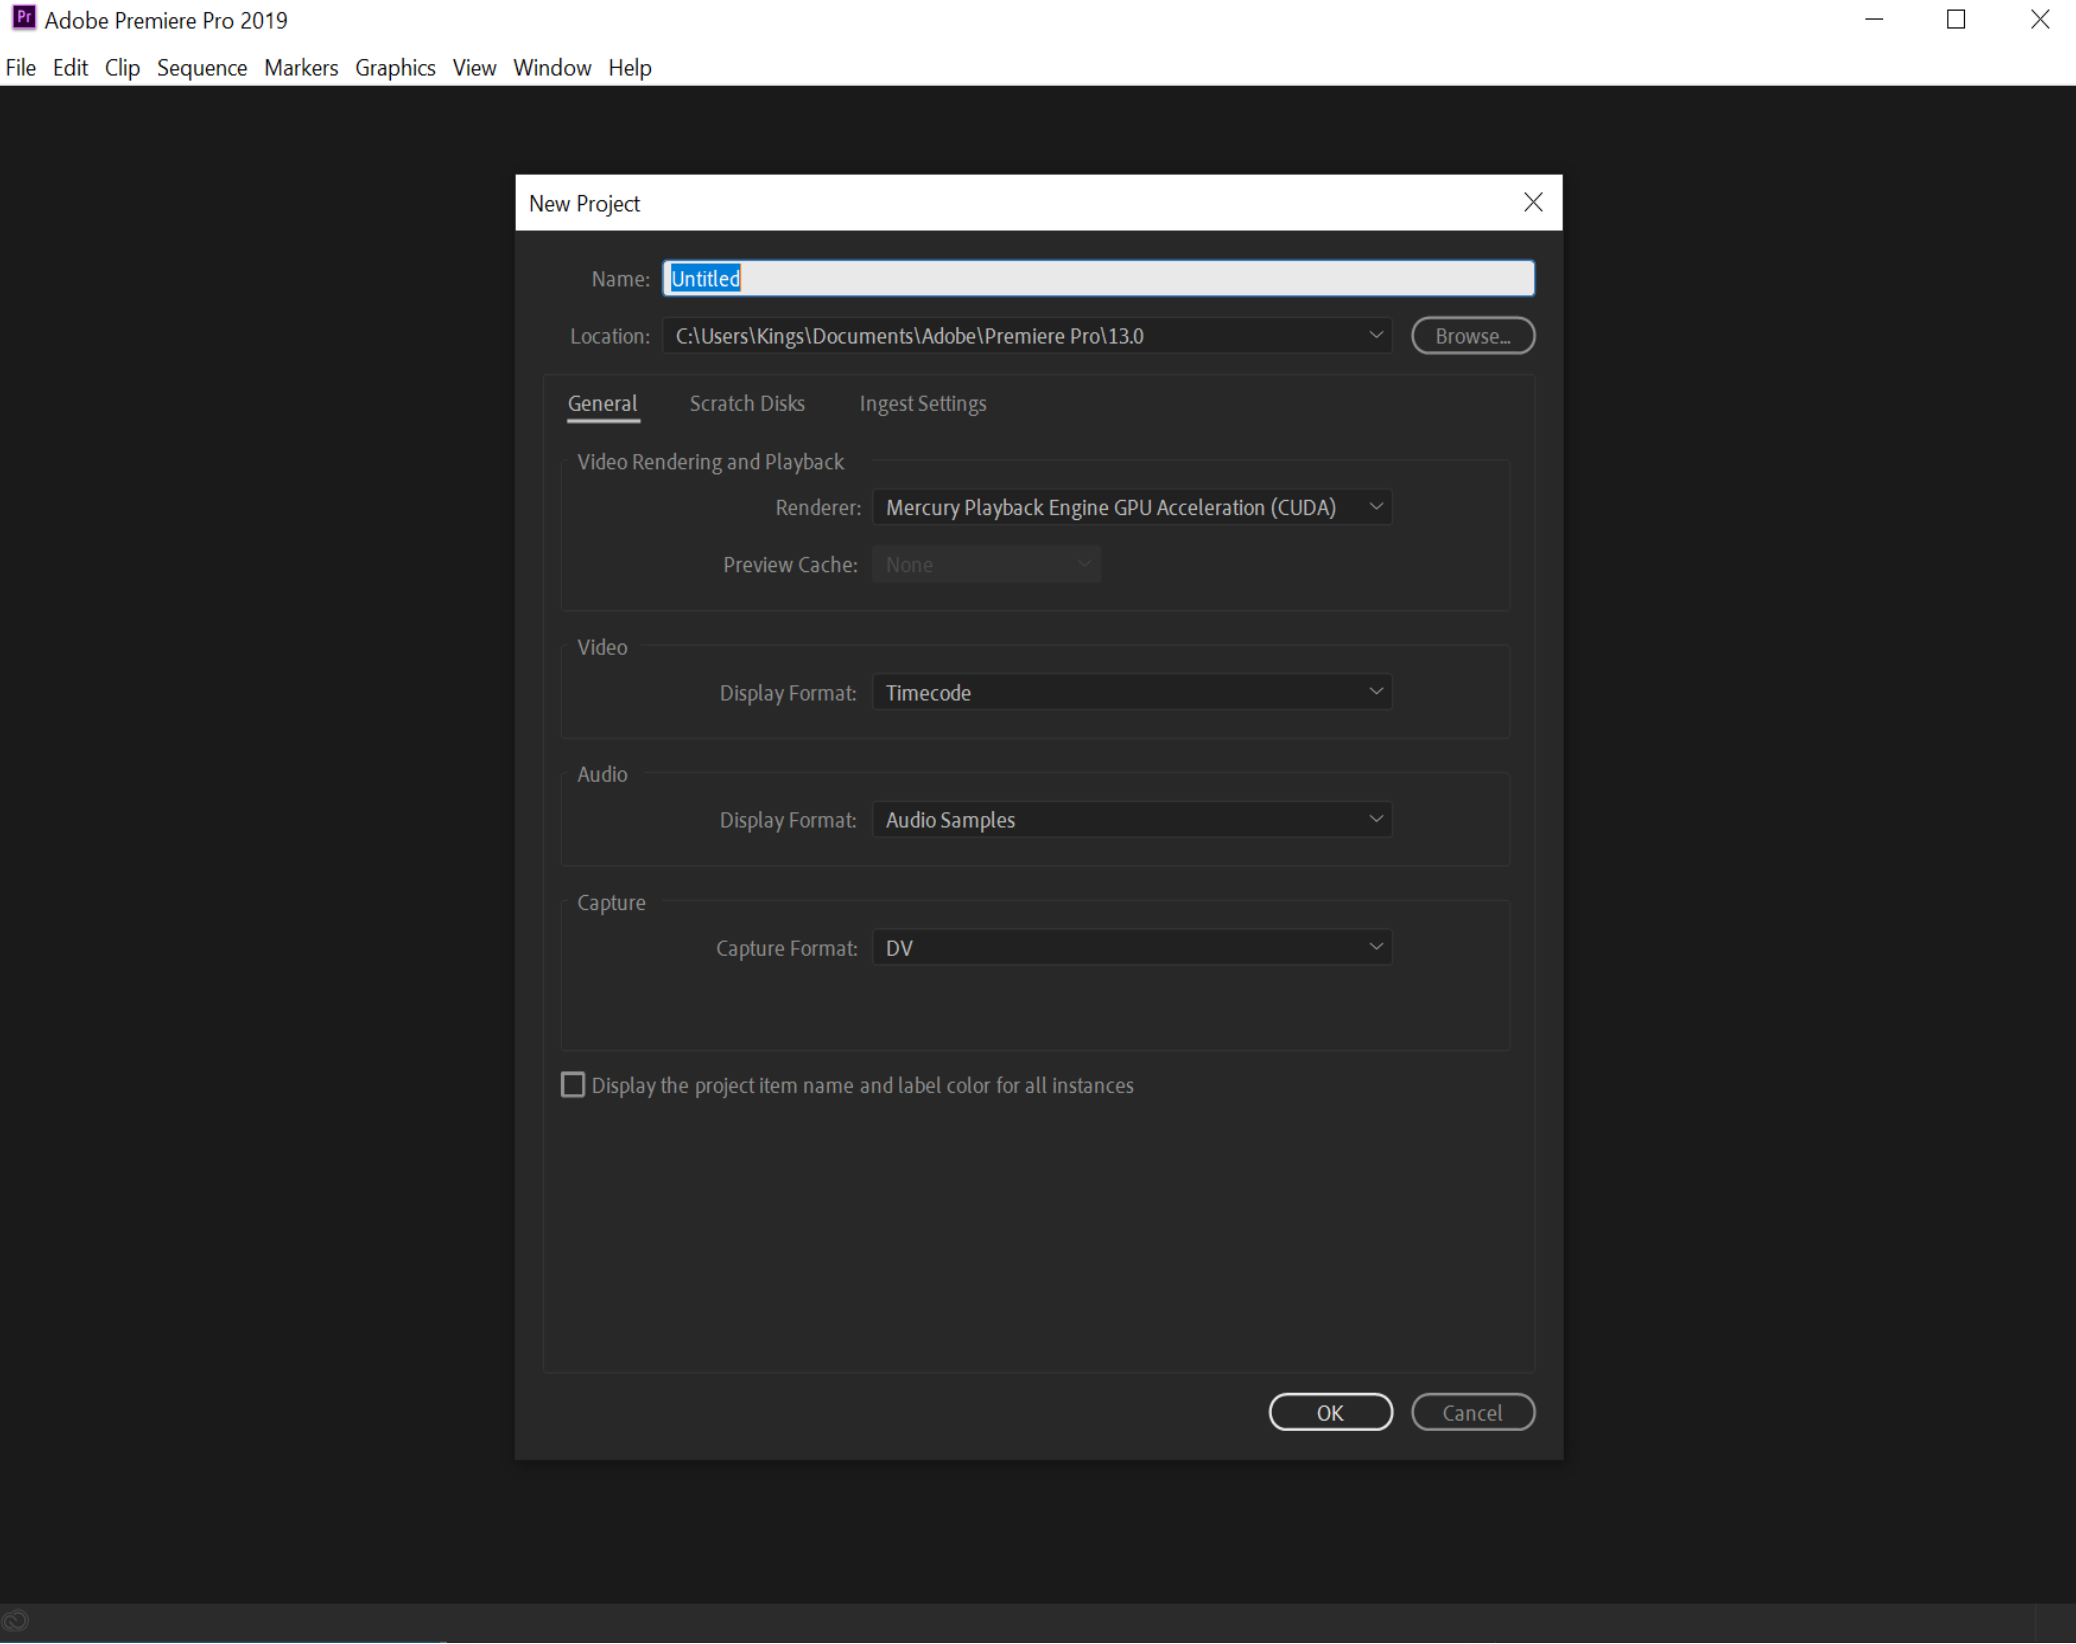 Pr Adobe Premiere Pro 2019
File Edit Clip Sequence Markers Graphics View Window Help
New Project
Name: Untitled
Location: C:\Users\Kings\Documents\Adobe\Premiere Pro\13.0 Browse...
General Scratch Disks Ingest Settings
Video Rendering and Playback
Renderer: Mercury Playback Engine GPU Acceleration (CUDA)
Preview Cache: None
Video
Display Format: Timecode
Audio
Display Format: Audio Samples
Capture
Capture Format: DV
Display the project item name and label color for all instances
OK Cancel